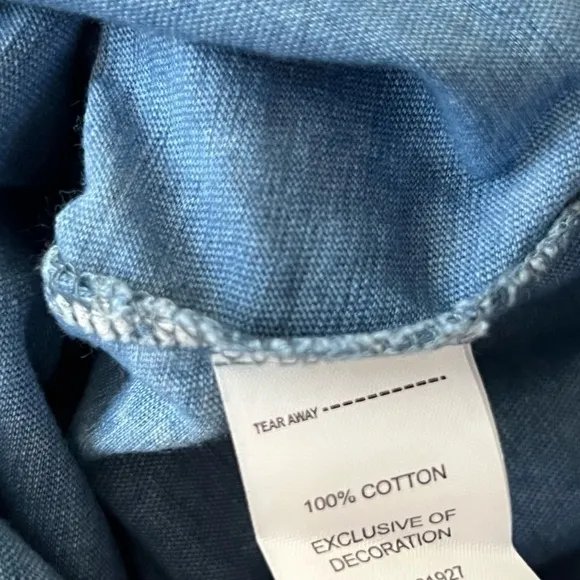 TEAR AWAY -----------
100% COTTON
EXCLUSIVE OF
DECORATION